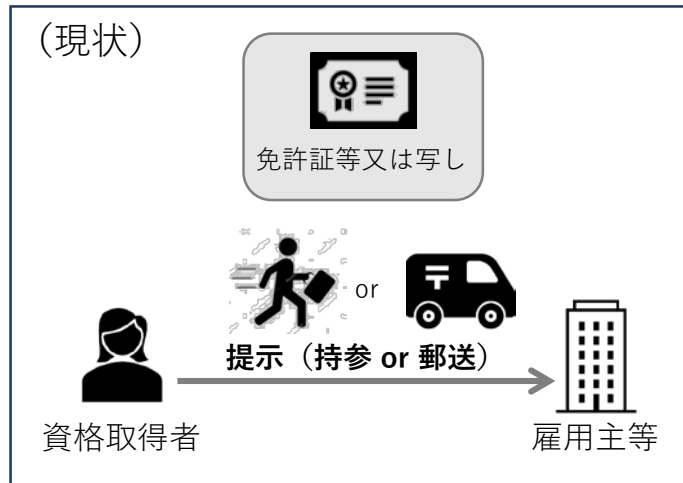 （現状）
免許証等又は写し
or
〒
提示（持参 or 郵送）
資格取得者
雇用主等